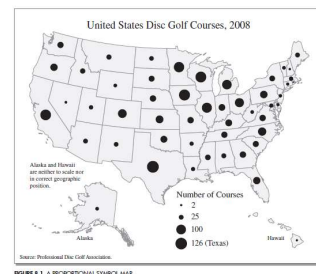 United States Disc Golf Courses, 2008
Alaska and Hawaii
are neither to scale nor
in correct geographic
position.
Number of Courses
2
25
100
126 (Texas)
Alaska
Hawaii
Source: Professional Disc Golf Association.
FIGURE 8.1 A PROPORTIONAL SYMBOL MAP